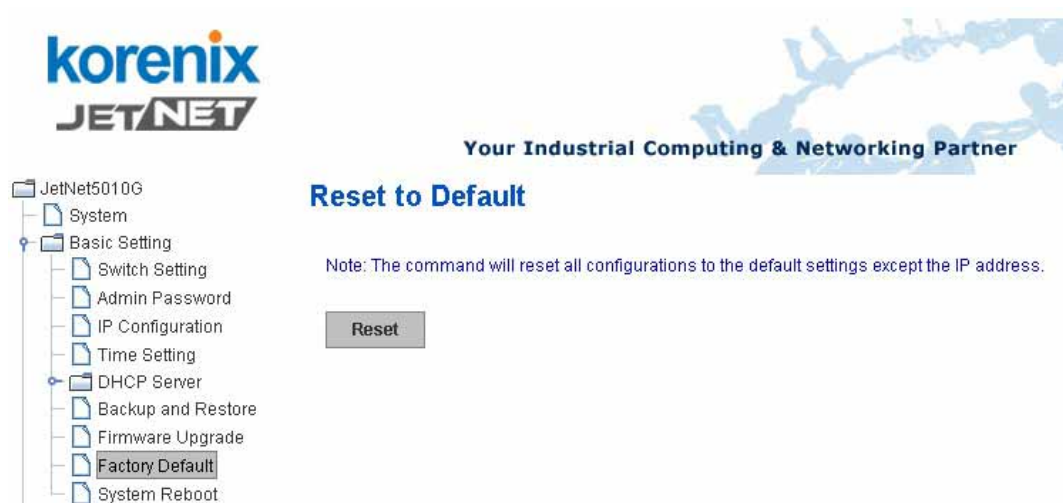 korenix
JETNET
Your Industrial Computing & Networking Partner
JetNet5010G
System
Basic Setting
Switch Setting
Admin Password
IP Configuration
Time Setting
DHCP Server
Backup and Restore
Firmware Upgrade
Factory Default
System Reboot
Reset to Default
Note: The command will reset all configurations to the default settings except the IP address.
Reset